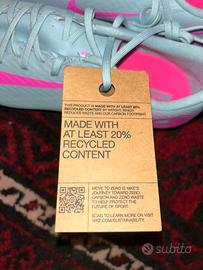 THIS PRODUCT IS MADE WITH AT LEAST 20%
RECYCLED CONTENT BY WEIGHT, WHICH
REDUCES WASTE AND OUR CARBON FOOTPRINT.
MADE WITH
AT LEAST 20%
RECYCLED
CONTENT
MOVE TO ZERO IS NIKE'S
JOURNEY TOWARD ZERO
CARBON AND ZERO WASTE
TO HELP PROTECT THE
FUTURE OF SPORT.
SCAN TO LEARN MORE OR VISIT
NIKE.COM/SUSTAINABILITY.
subito